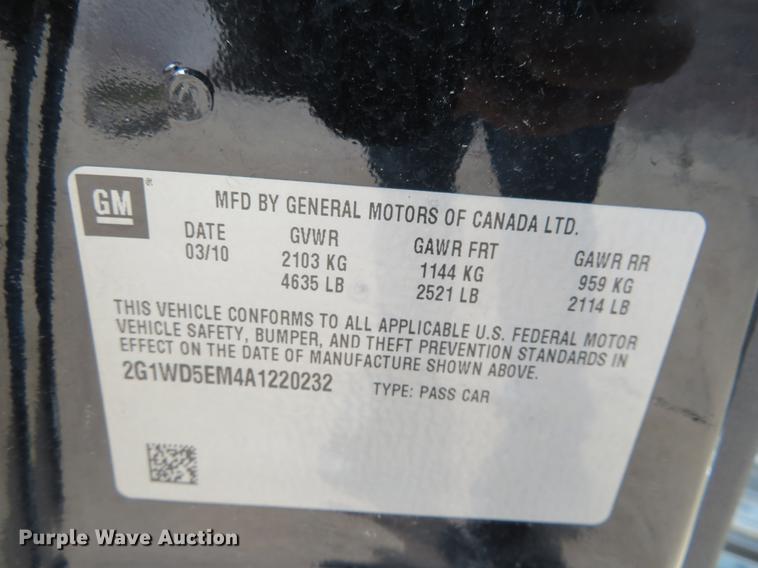 GM
MFD BY GENERAL MOTORS OF CANADA LTD.
DATE GVWR GAWR FRT GAWR RR
03/10 2103 KG 1144 KG 959 KG
4635 LB 2521 LB 2114 LB
THIS VEHICLE CONFORMS TO ALL APPLICABLE U.S. FEDERAL MOTOR
VEHICLE SAFETY, BUMPER, AND THEFT PREVENTION STANDARDS IN
EFFECT ON THE DATE OF MANUFACTURE SHOWN ABOVE.
2G1WD5EM4A1220232 TYPE: PASS CAR
Purple Wave Auction